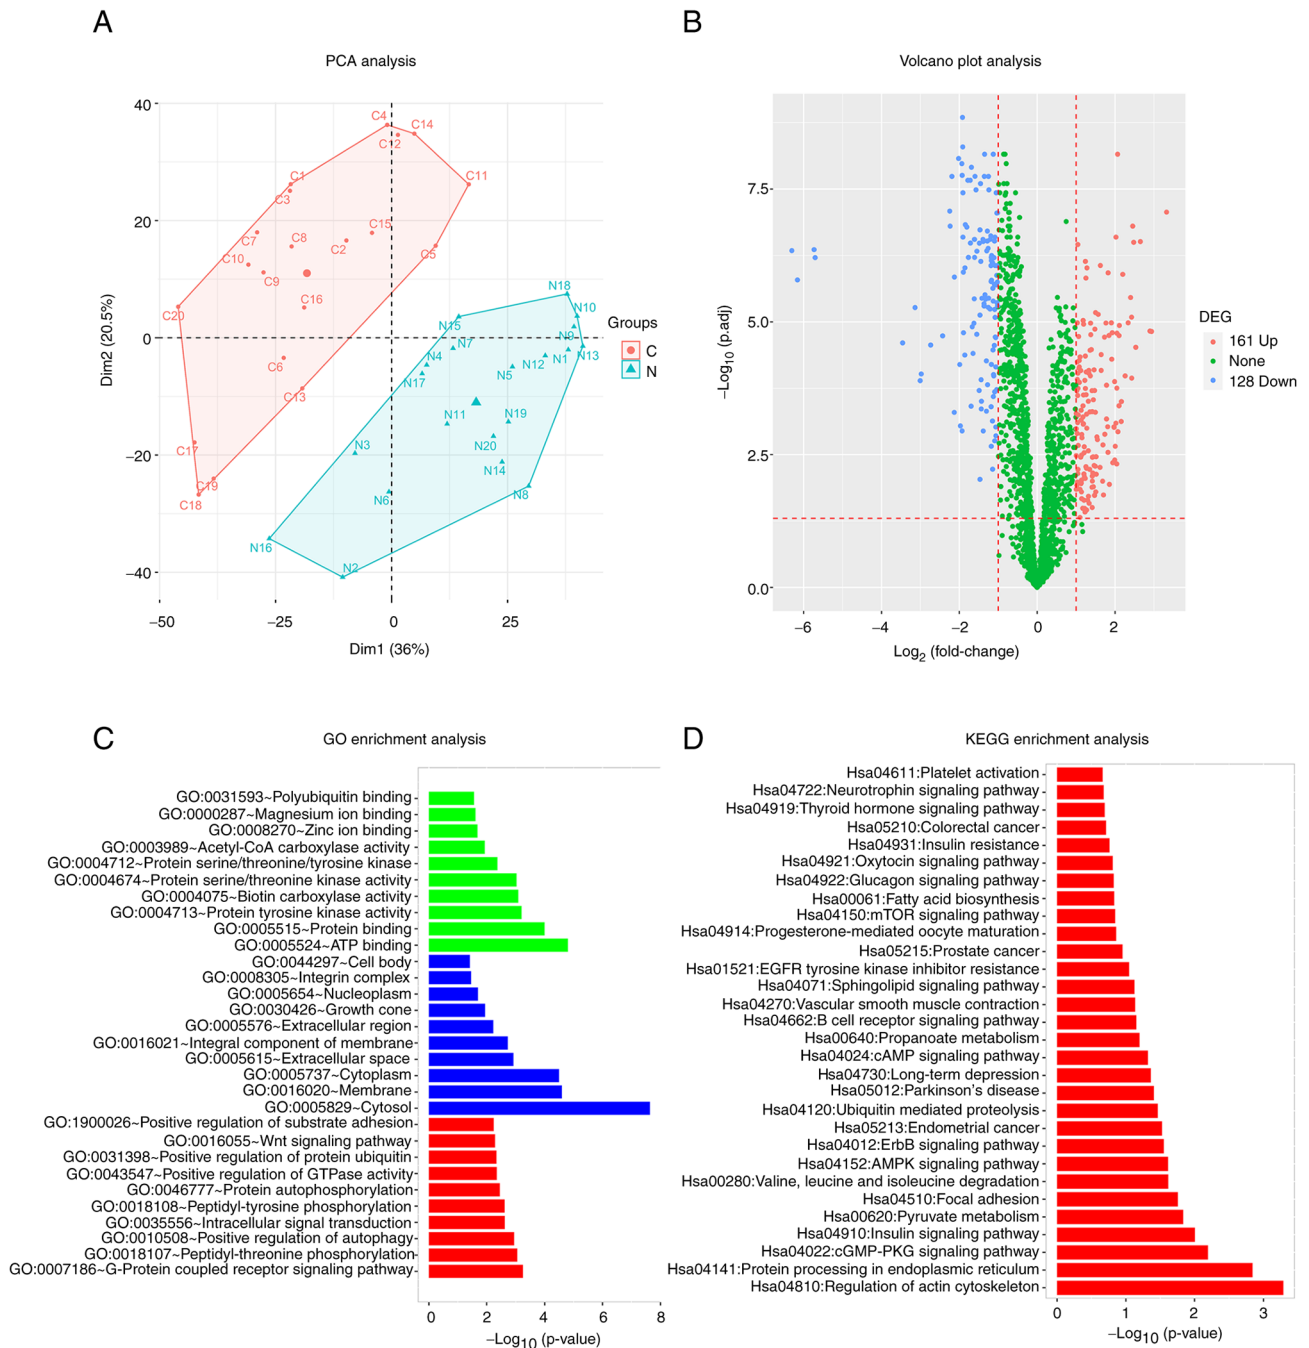 A
PCA analysis
40
20
0
−20
−40
−50
−25
0
25
Dim2 (20.5%)
Dim1 (36%)
C4
C14
C12
C1
C3
C11
C7
C8
C15
C2
C5
C10
C9
C16
C20
C6
C13
C17
C19
C18
N18
N10
N15
N9
N7
N4
N12
N1
N13
N17
N5
N11
N19
N3
N20
N14
N6
N8
N16
N2
Groups
C
N
B
Volcano plot analysis
7.5
5.0
2.5
0.0
−6
−4
−2
0
2
−Log10 (p.adj)
Log2 (fold-change)
DEG
161 Up
None
128 Down
C
GO enrichment analysis
GO:0031593~Polyubiquitin binding
GO:0000287~Magnesium ion binding
GO:0008270~Zinc ion binding
GO:0003989~Acetyl-CoA carboxylase activity
GO:0004712~Protein serine/threonine/tyrosine kinase
GO:0004674~Protein serine/threonine kinase activity
GO:0004075~Biotin carboxylase activity
GO:0004713~Protein tyrosine kinase activity
GO:0005515~Protein binding
GO:0005524~ATP binding
GO:0044297~Cell body
GO:0008305~Integrin complex
GO:0005654~Nucleoplasm
GO:0030426~Growth cone
GO:0005576~Extracellular region
GO:0016021~Integral component of membrane
GO:0005615~Extracellular space
GO:0005737~Cytoplasm
GO:0016020~Membrane
GO:0005829~Cytosol
GO:1900026~Positive regulation of substrate adhesion
GO:0016055~Wnt signaling pathway
GO:0031398~Positive regulation of protein ubiquitin
GO:0043547~Positive regulation of GTPase activity
GO:0046777~Protein autophosphorylation
GO:0018108~Peptidyl-tyrosine phosphorylation
GO:0035556~Intracellular signal transduction
GO:0010508~Positive regulation of autophagy
GO:0018107~Peptidyl-threonine phosphorylation
GO:0007186~G-Protein coupled receptor signaling pathway
0
2
4
6
8
−Log10 (p-value)
D
KEGG enrichment analysis
Hsa04611:Platelet activation
Hsa04722:Neurotrophin signaling pathway
Hsa04919:Thyroid hormone signaling pathway
Hsa05210:Colorectal cancer
Hsa04931:Insulin resistance
Hsa04921:Oxytocin signaling pathway
Hsa04922:Glucagon signaling pathway
Hsa00061:Fatty acid biosynthesis
Hsa04150:mTOR signaling pathway
Hsa04914:Progesterone-mediated oocyte maturation
Hsa05215:Prostate cancer
Hsa01521:EGFR tyrosine kinase inhibitor resistance
Hsa04071:Sphingolipid signaling pathway
Hsa04270:Vascular smooth muscle contraction
Hsa04662:B cell receptor signaling pathway
Hsa00640:Propanoate metabolism
Hsa04024:cAMP signaling pathway
Hsa04730:Long-term depression
Hsa05012:Parkinson's disease
Hsa04120:Ubiquitin mediated proteolysis
Hsa05213:Endometrial cancer
Hsa04012:ErbB signaling pathway
Hsa04152:AMPK signaling pathway
Hsa00280:Valine, leucine and isoleucine degradation
Hsa04510:Focal adhesion
Hsa00620:Pyruvate metabolism
Hsa04910:Insulin signaling pathway
Hsa04022:cGMP-PKG signaling pathway
Hsa04141:Protein processing in endoplasmic reticulum
Hsa04810:Regulation of actin cytoskeleton
0
1
2
3
−Log10 (p-value)